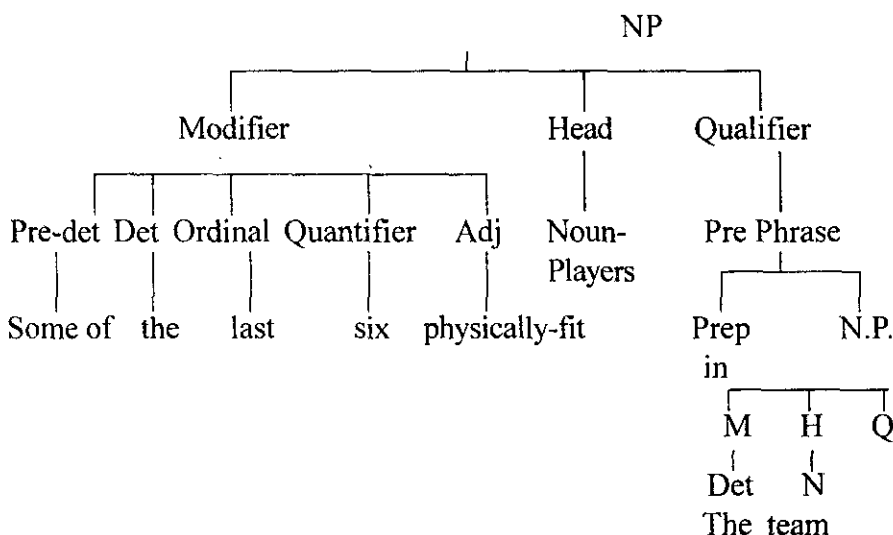 NP
Modifier Head Qualifier
Pre-det Det Ordinal Quantifier Adj Noun- Pre Phrase
Players
Some of the last six physically-fit Prep N.P.
in
M H Q
Det N
The team